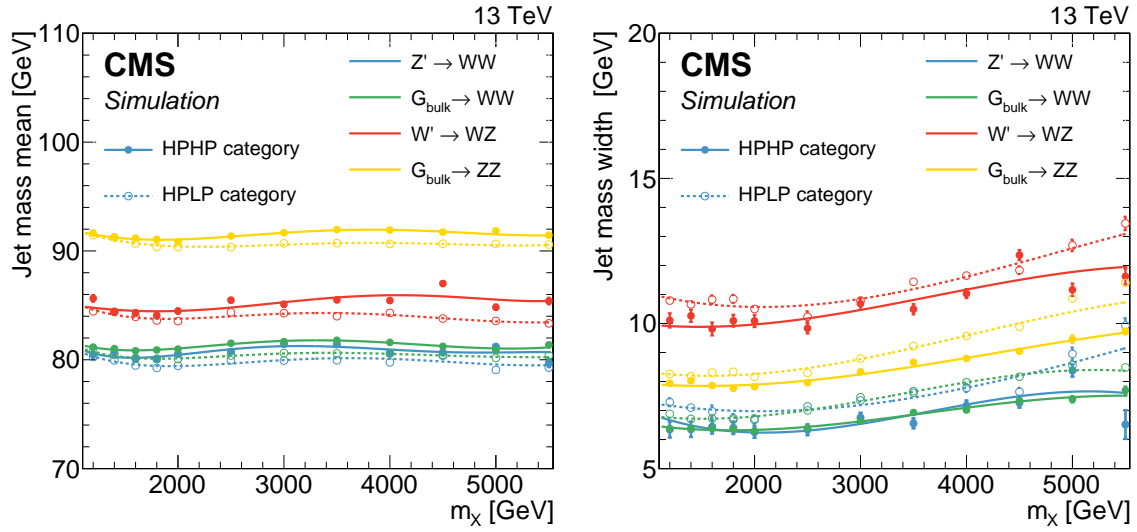 13 TeV
Jet mass mean [GeV]
110
100
90
80
70
CMS
Simulation
HPHP category
HPLP category
Z' → WW
G_bulk → WW
W' → WZ
G_bulk → ZZ
2000 3000 4000 5000
m_X [GeV]
13 TeV
Jet mass width [GeV]
20
15
10
5
CMS
Simulation
HPHP category
HPLP category
Z' → WW
G_bulk → WW
W' → WZ
G_bulk → ZZ
2000 3000 4000 5000
m_X [GeV]